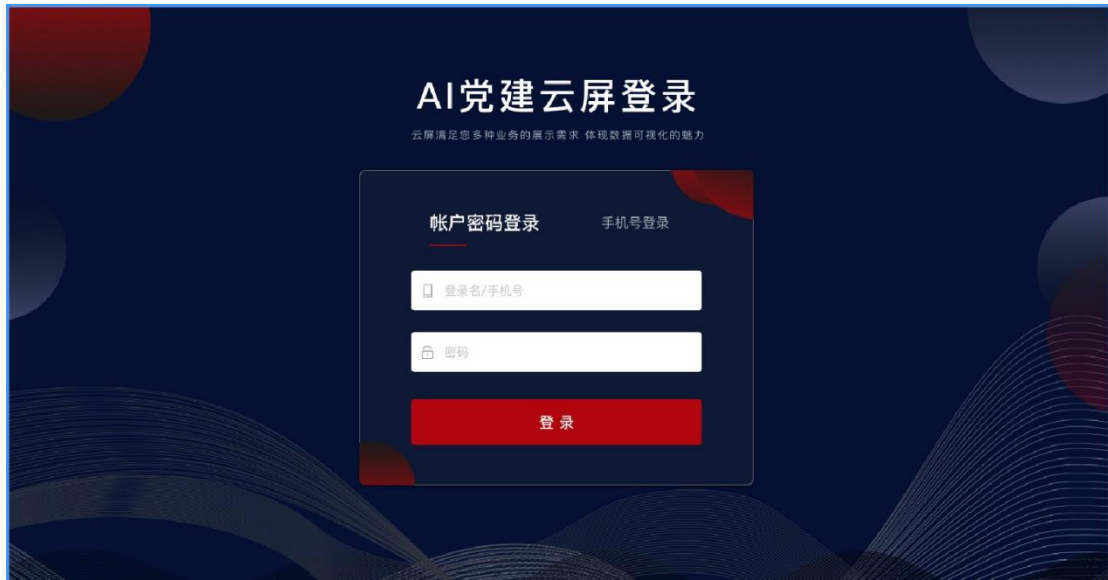 AI党建云屏登录
云屏满足您多种业务的展示需求 体现数据可视化的魅力
帐户密码登录 手机号登录
登录名/手机号
密码
登录